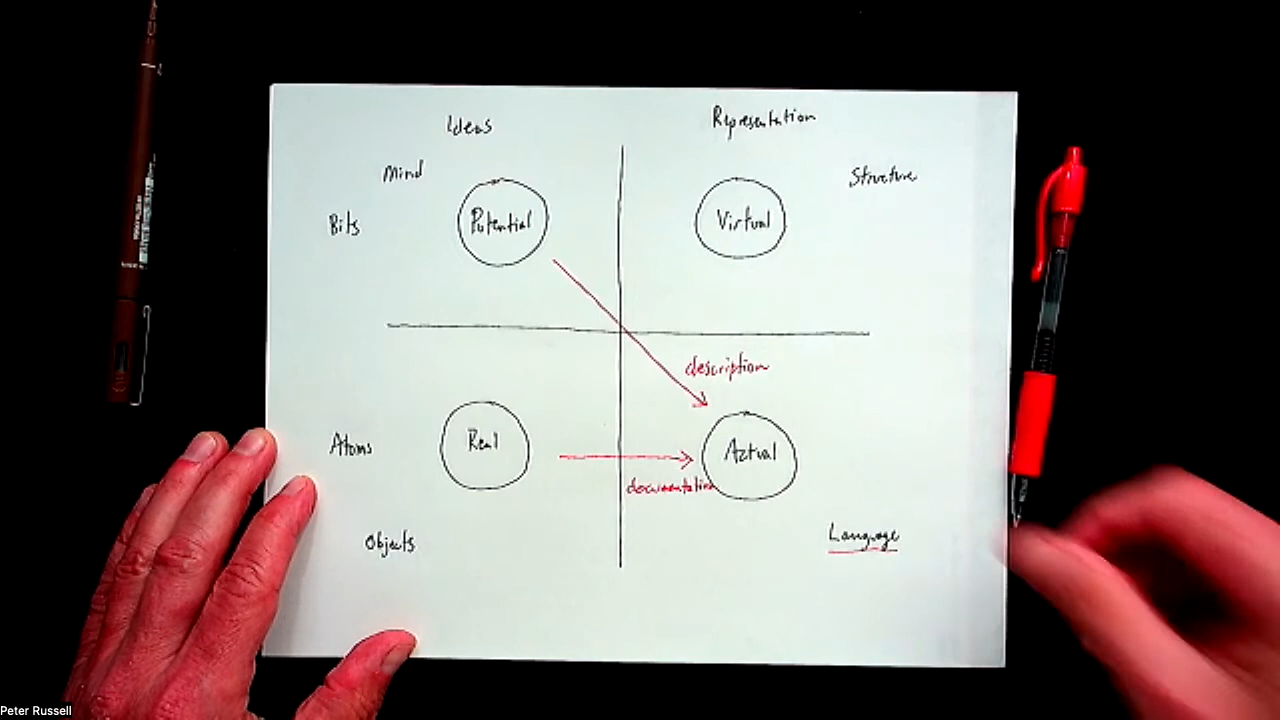 Ideas
Representation
Mind
Structure
Bits
Potential
Virtual
description
Atoms
Real
Actual
documentation
Objects
Language
Peter Russell